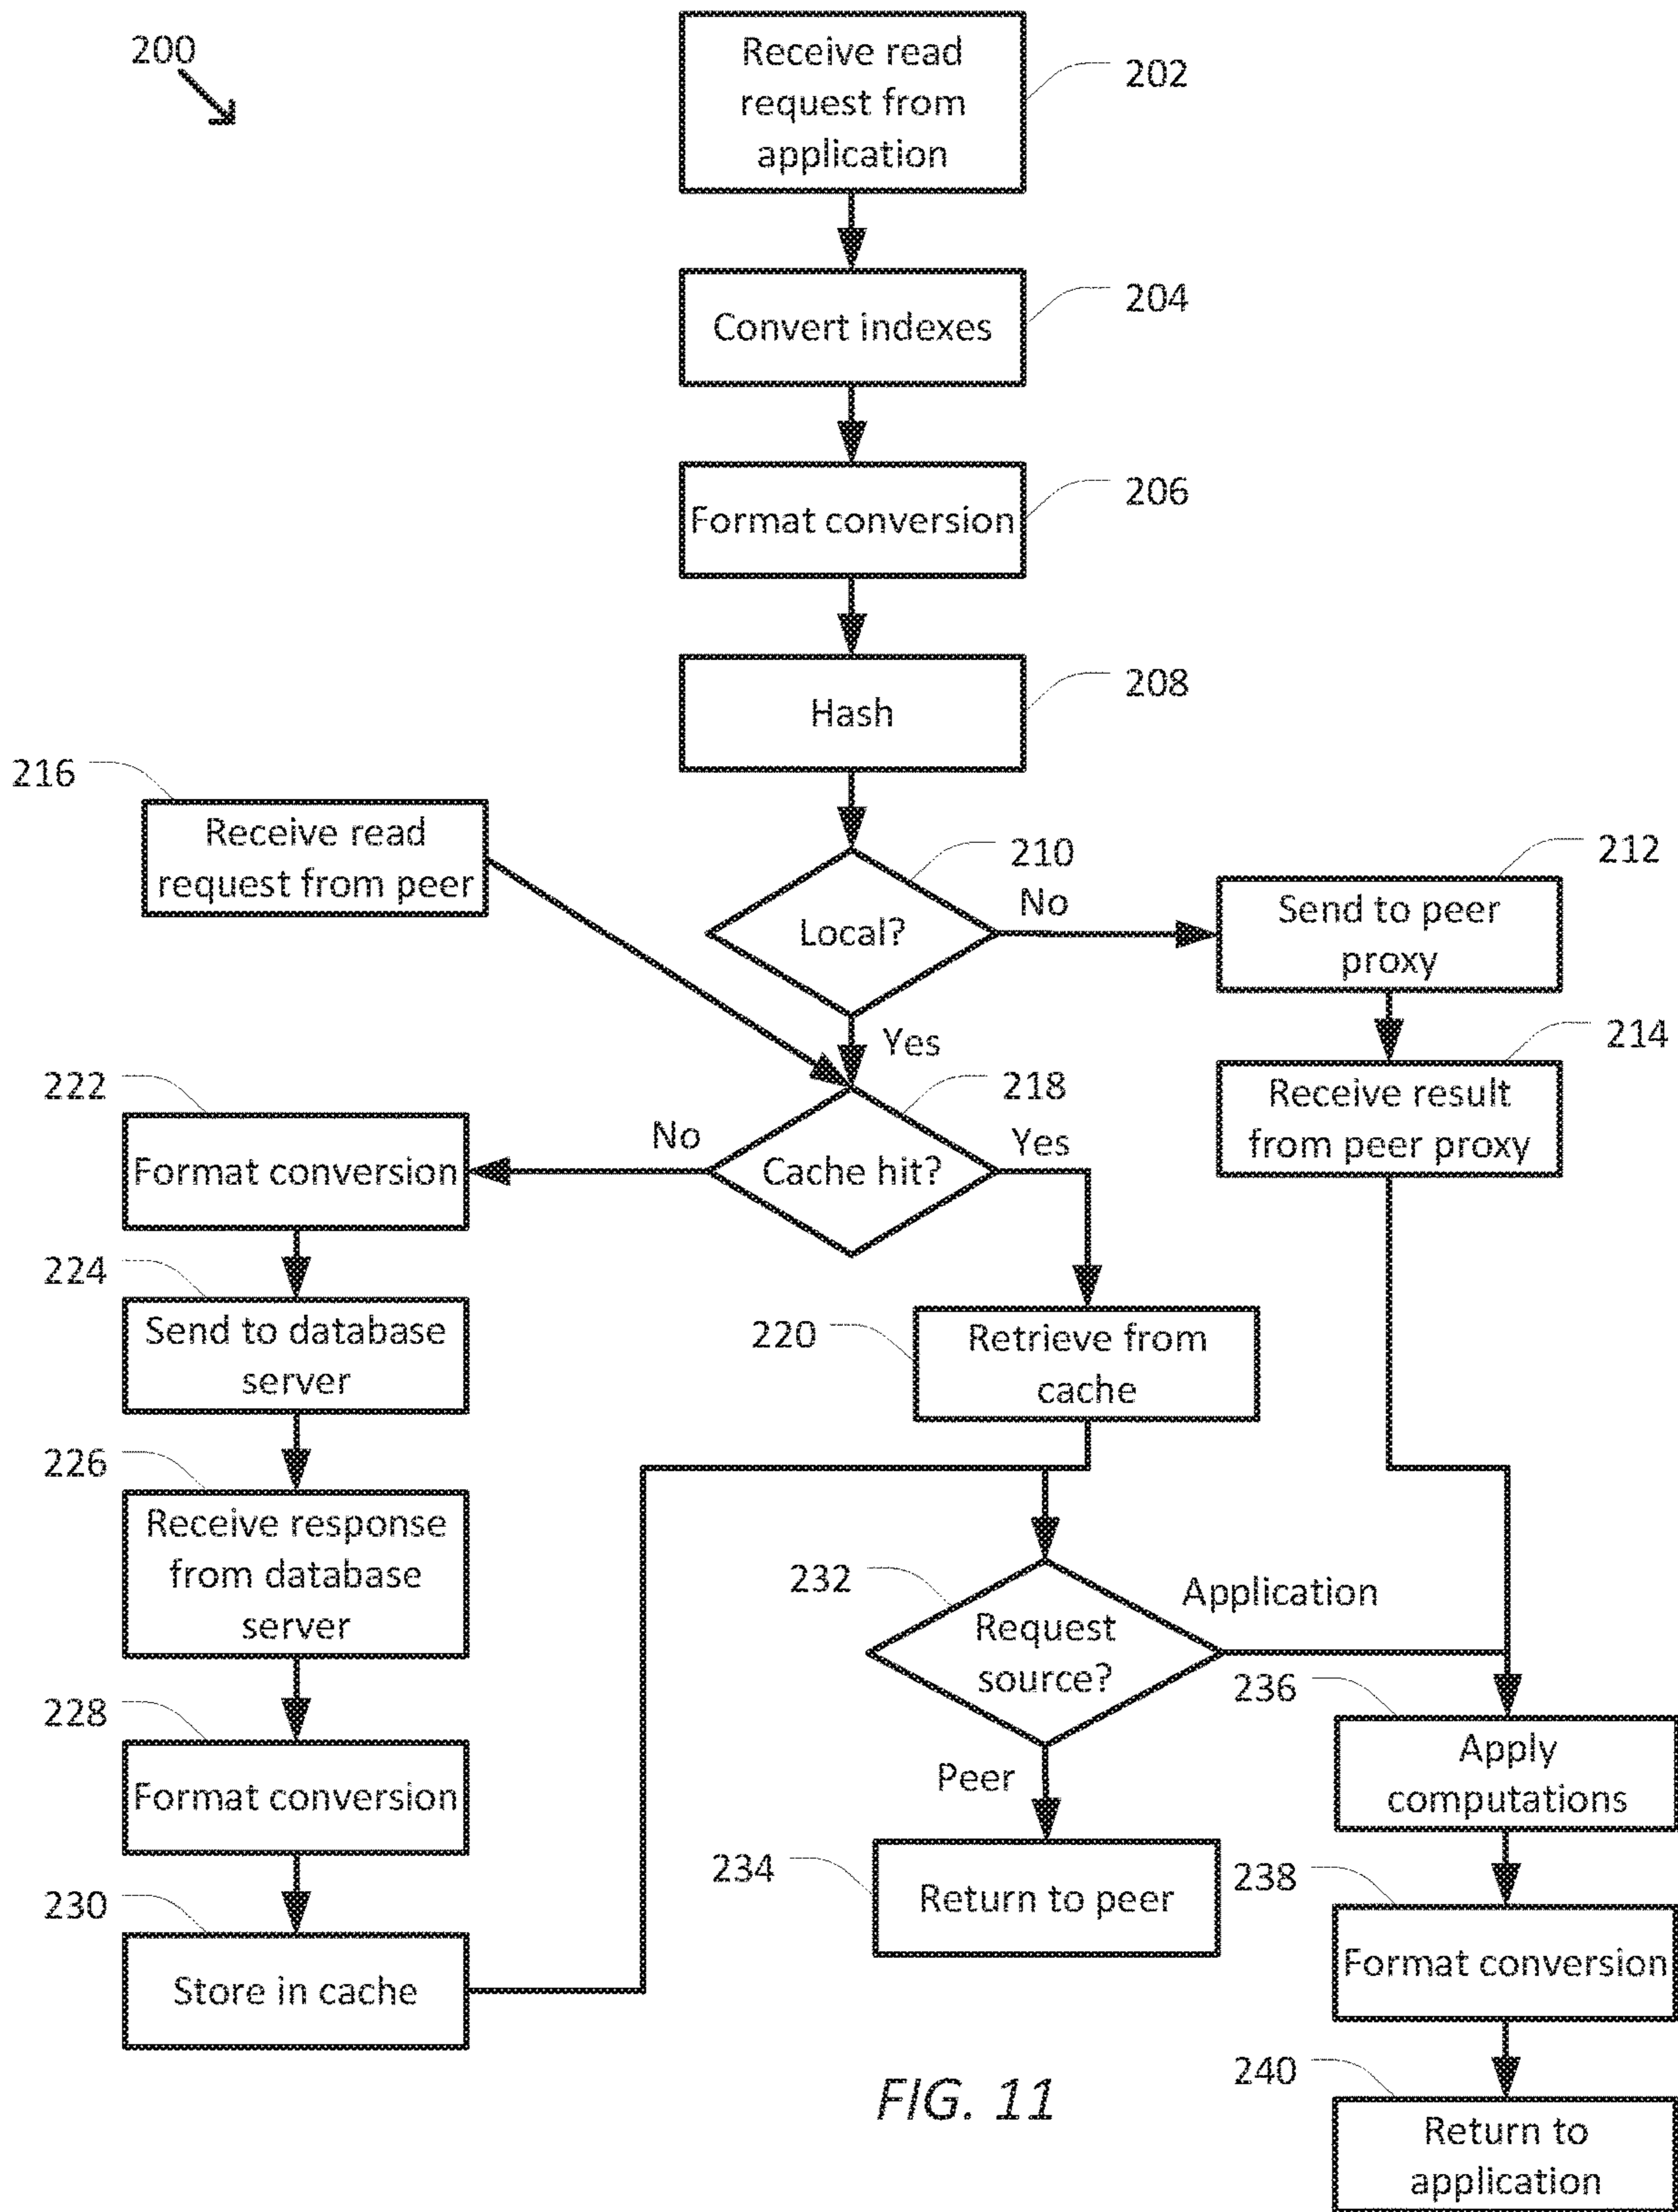 200
Receive read
request from
application
202
Convert indexes
204
Format conversion
206
Hash
208
216
Receive read
request from peer
210
Local?
No
Yes
212
Send to peer
proxy
214
Receive result
from peer proxy
218
Cache hit?
No
Yes
222
Format conversion
224
Send to database
server
220
Retrieve from
cache
226
Receive response
from database
server
232
Request
source?
Application
Peer
228
Format conversion
236
Apply
computations
234
Return to peer
230
Store in cache
238
Format conversion
240
Return to
application
FIG. 11